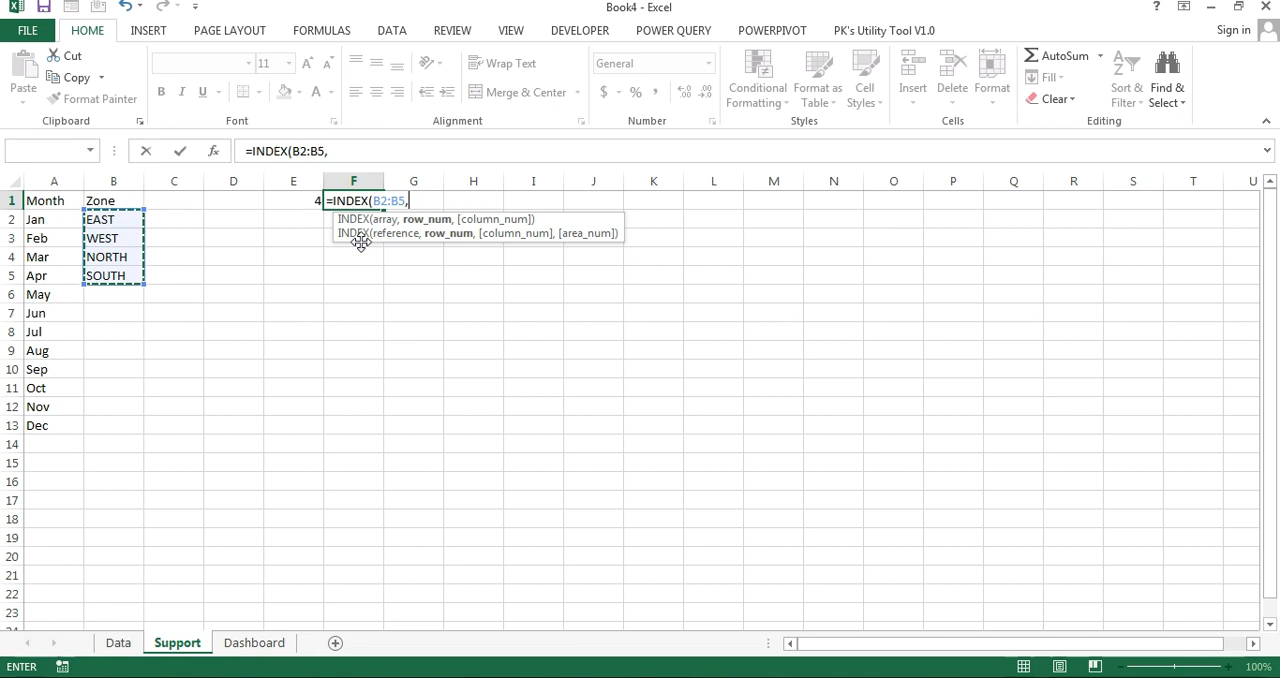 Book4 - Excel
?
FILE HOME INSERT PAGE LAYOUT FORMULAS DATA REVIEW VIEW DEVELOPER POWER QUERY POWERPIVOT PK's Utility Tool V1.0 Sign in
Paste
Cut
Copy
Format Painter
Clipboard
11
B I U
Font
Wrap Text
Merge & Center
Alignment
General
$ % ,
Number
Conditional Formatting
Format as Table
Cell Styles
Styles
Insert
Delete
Format
Cells
AutoSum
Fill
Clear
Sort & Filter
Find & Select
Editing
=INDEX(B2:B5,
A B C D E F G H I J K L M N O P Q R S T U
1 Month Zone 4 =INDEX(B2:B5,
2 Jan EAST INDEX(array, row_num, [column_num])
INDEX(reference, row_num, [column_num], [area_num])
3 Feb WEST
4 Mar NORTH
5 Apr SOUTH
6 May
7 Jun
8 Jul
9 Aug
10 Sep
11 Oct
12 Nov
13 Dec
14
15
16
17
18
19
20
21
22
23
Data Support Dashboard
ENTER 100%